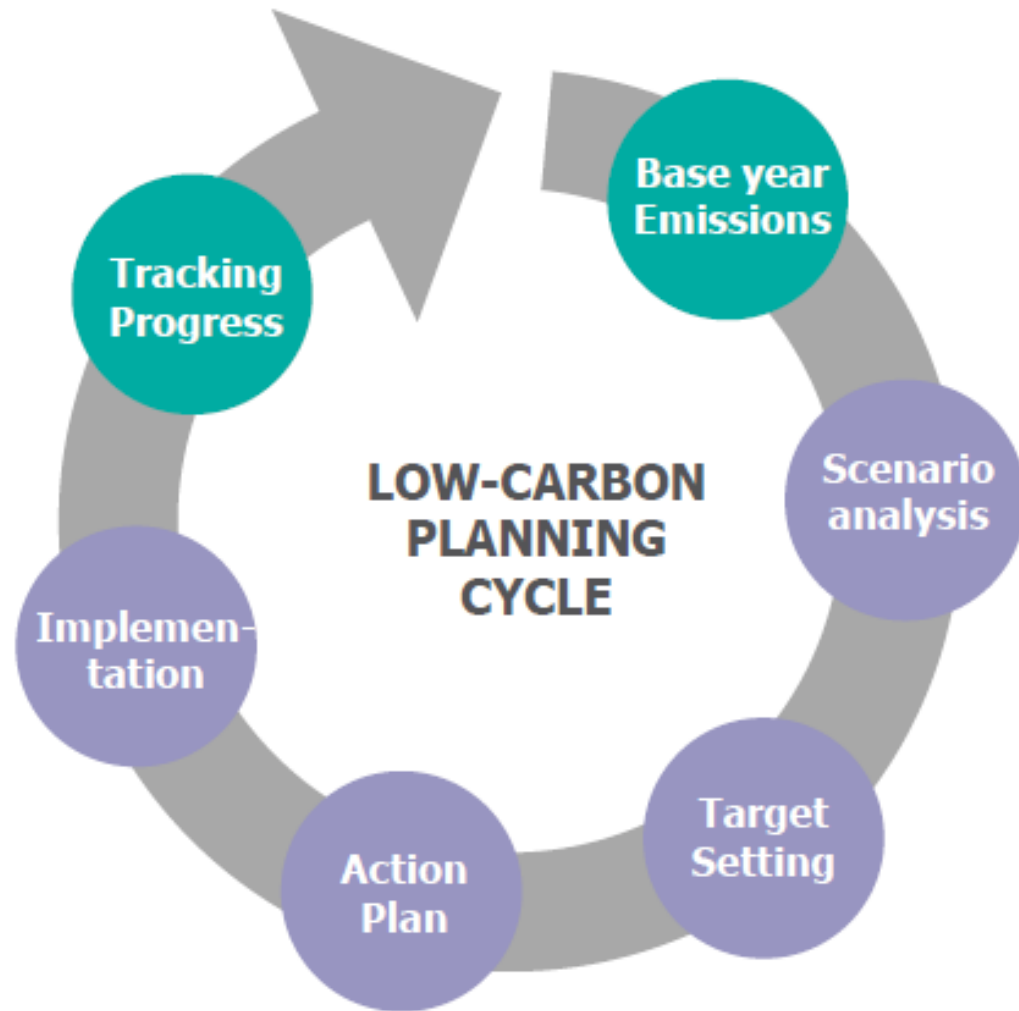 Base year
Emissions
Scenario
analysis
Target
Setting
Action
Plan
Implemen-
tation
Tracking
Progress
LOW-CARBON
PLANNING
CYCLE